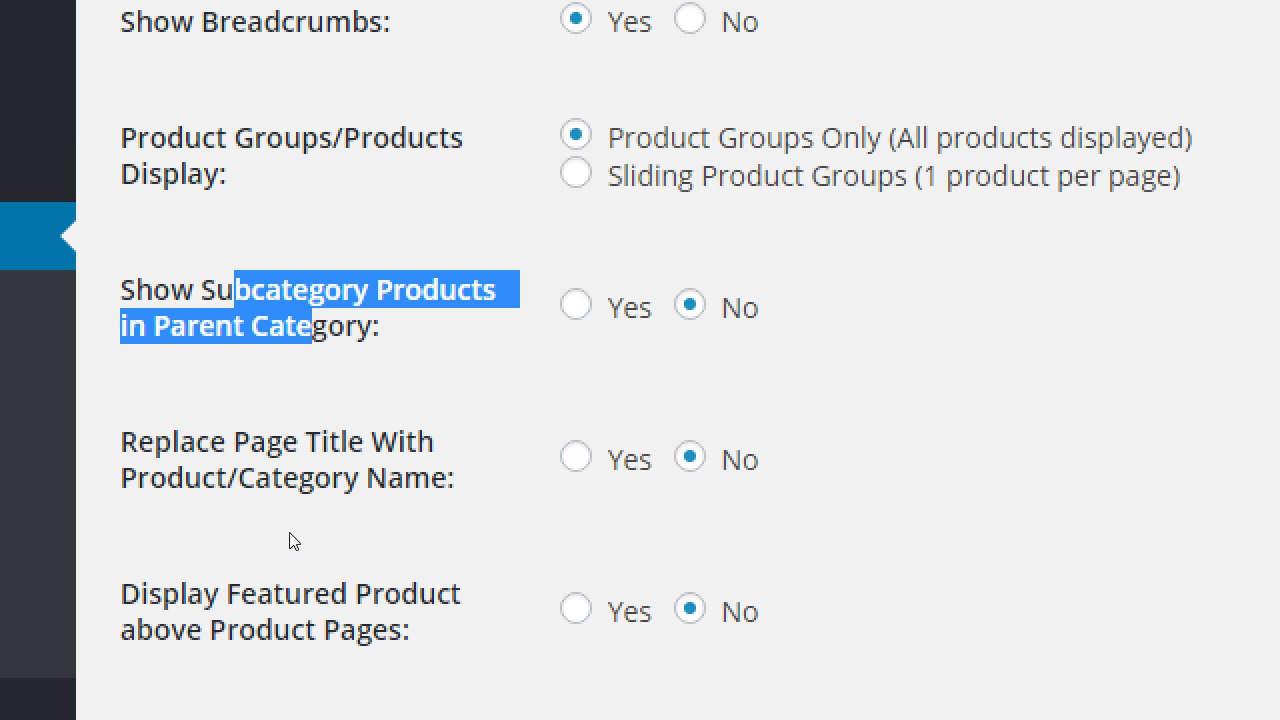 Show Breadcrumbs: Yes No
Product Groups/Products Display: Product Groups Only (All products displayed)
Sliding Product Groups (1 product per page)
Show Subcategory Products
in Parent Category: Yes No
Replace Page Title With
Product/Category Name: Yes No
Display Featured Product
above Product Pages: Yes No